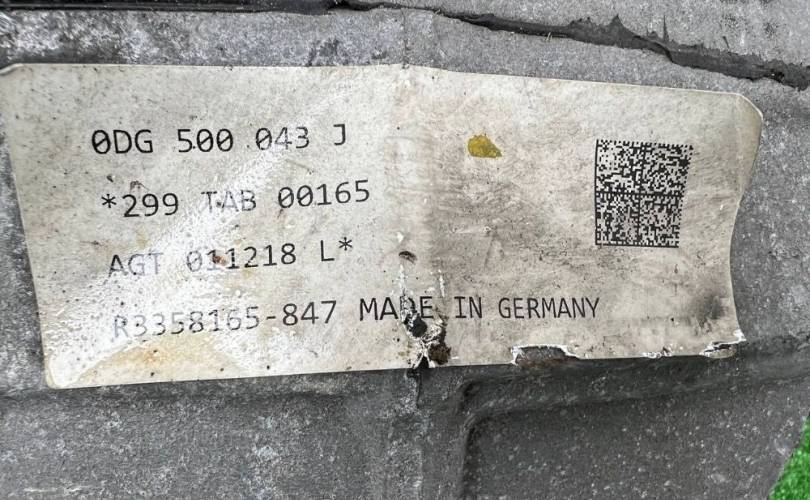 0DG 500 043 J
*299 TAB 00165
AGT 011218 L*
R3358165-847 MADE IN GERMANY